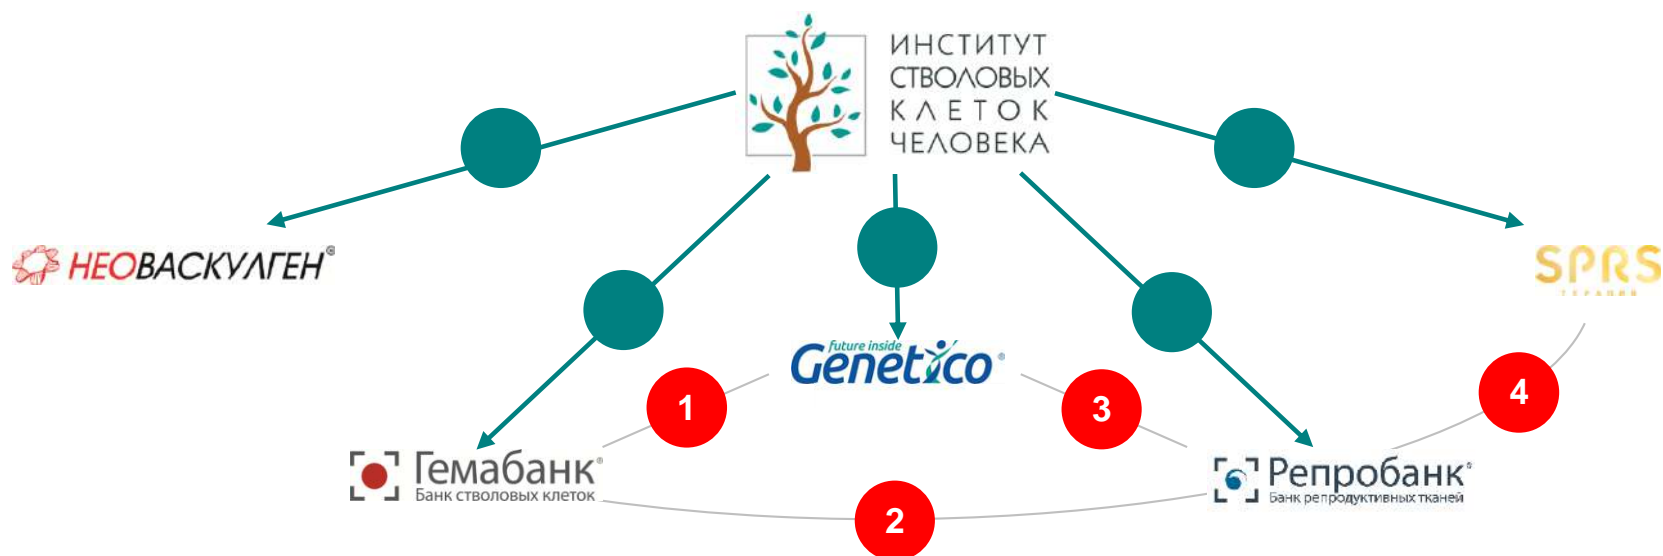 ИНСТИТУТ
СТВОЛОВЫХ
КЛЕТОК
ЧЕЛОВЕКА
НЕОВАСКУЛГЕН®
SPRS
ТЕРАПИЯ
future inside
Genetico®
1
3
4
Гемабанк®
Банк стволовых клеток
Репробанк®
Банк репродуктивных тканей
2